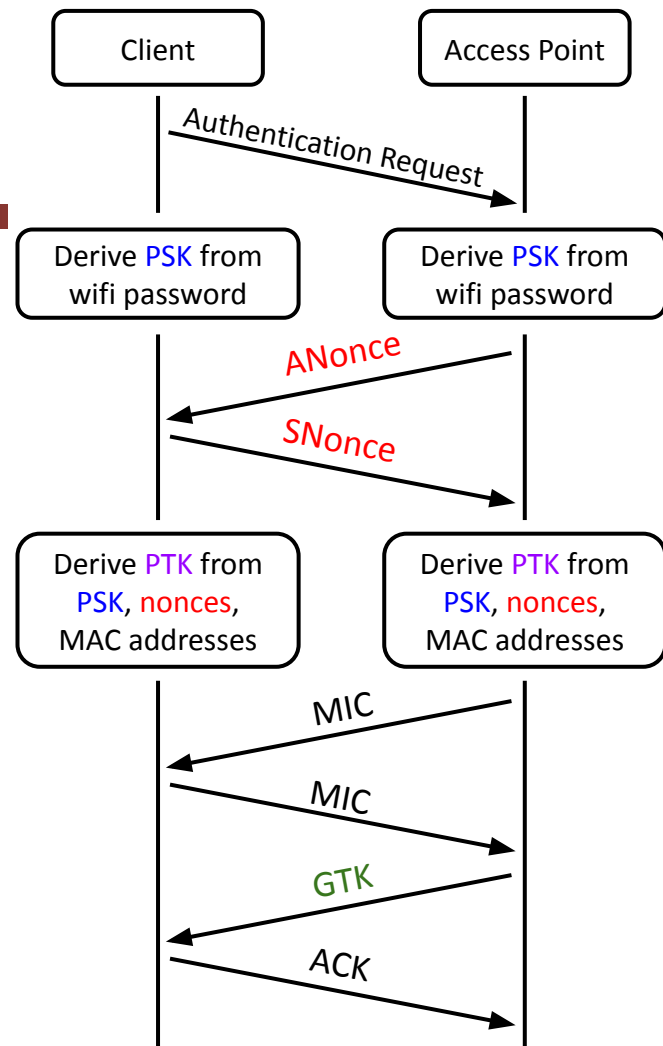 Client
Access Point
Authentication Request
Derive PSK from
wifi password
Derive PSK from
wifi password
ANonce
SNonce
Derive PTK from
PSK, nonces,
MAC addresses
Derive PTK from
PSK, nonces,
MAC addresses
MIC
MIC
GTK
ACK